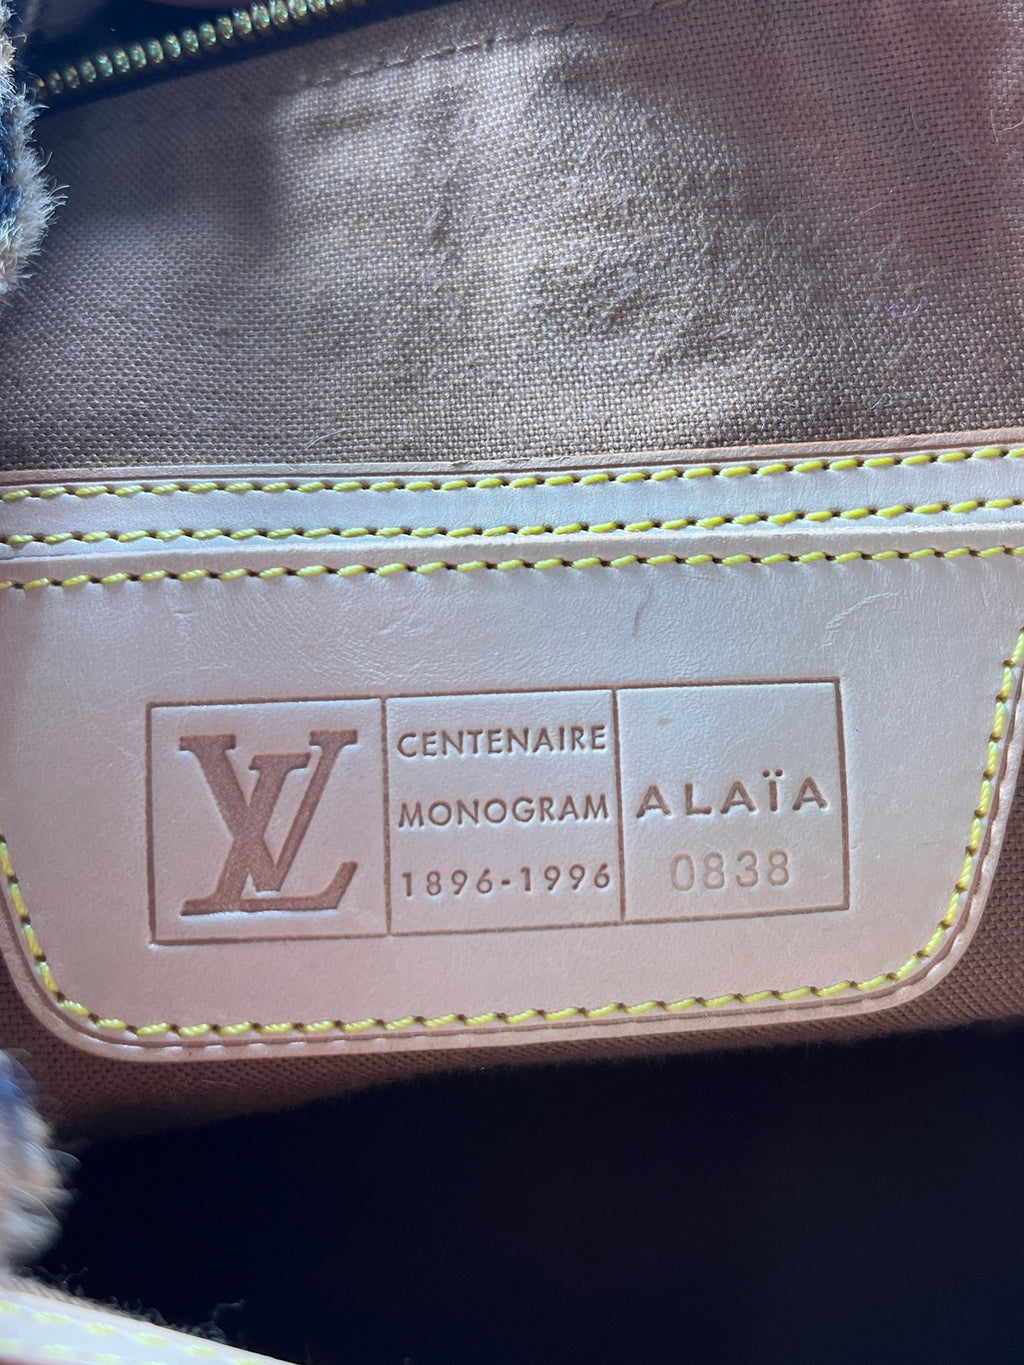 LV
CENTENAIRE
MONOGRAM
1896-1996
ALAÏA
0838